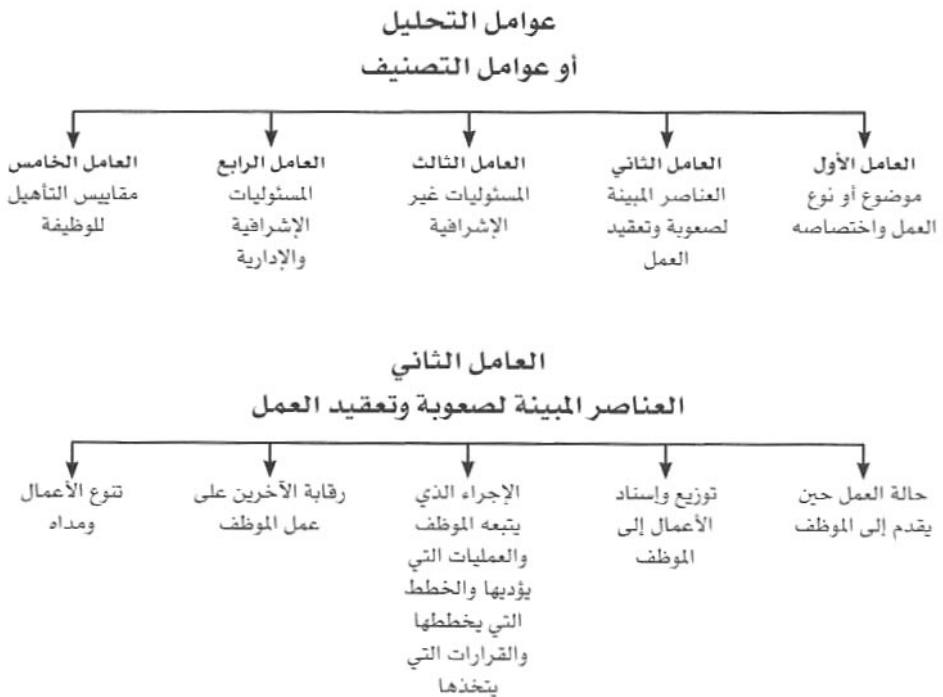 عوامل التحليل
أو عوامل التصنيف
العامل الأول
موضوع أو نوع
العمل واختصاصه
العامل الثاني
العناصر المبينة
لصعوبة وتعقيد
العمل
العامل الثالث
المسئوليات غير
الإشرافية
العامل الرابع
المسئوليات
الإشرافية
والإدارية
العامل الخامس
مقاييس التأهيل
للوظيفة
العامل الثاني
العناصر المبينة لصعوبة وتعقيد العمل
حالة العمل حين
يقدم إلى الموظف
توزيع وإسناد
الأعمال إلى
الموظف
الإجراء الذي
يتبعه الموظف
والعمليات التي
يؤديها والخطط
التي يخططها
والقرارات التي
يتخذها
رقابة الآخرين على
عمل الموظف
تنوع الأعمال
ومداه